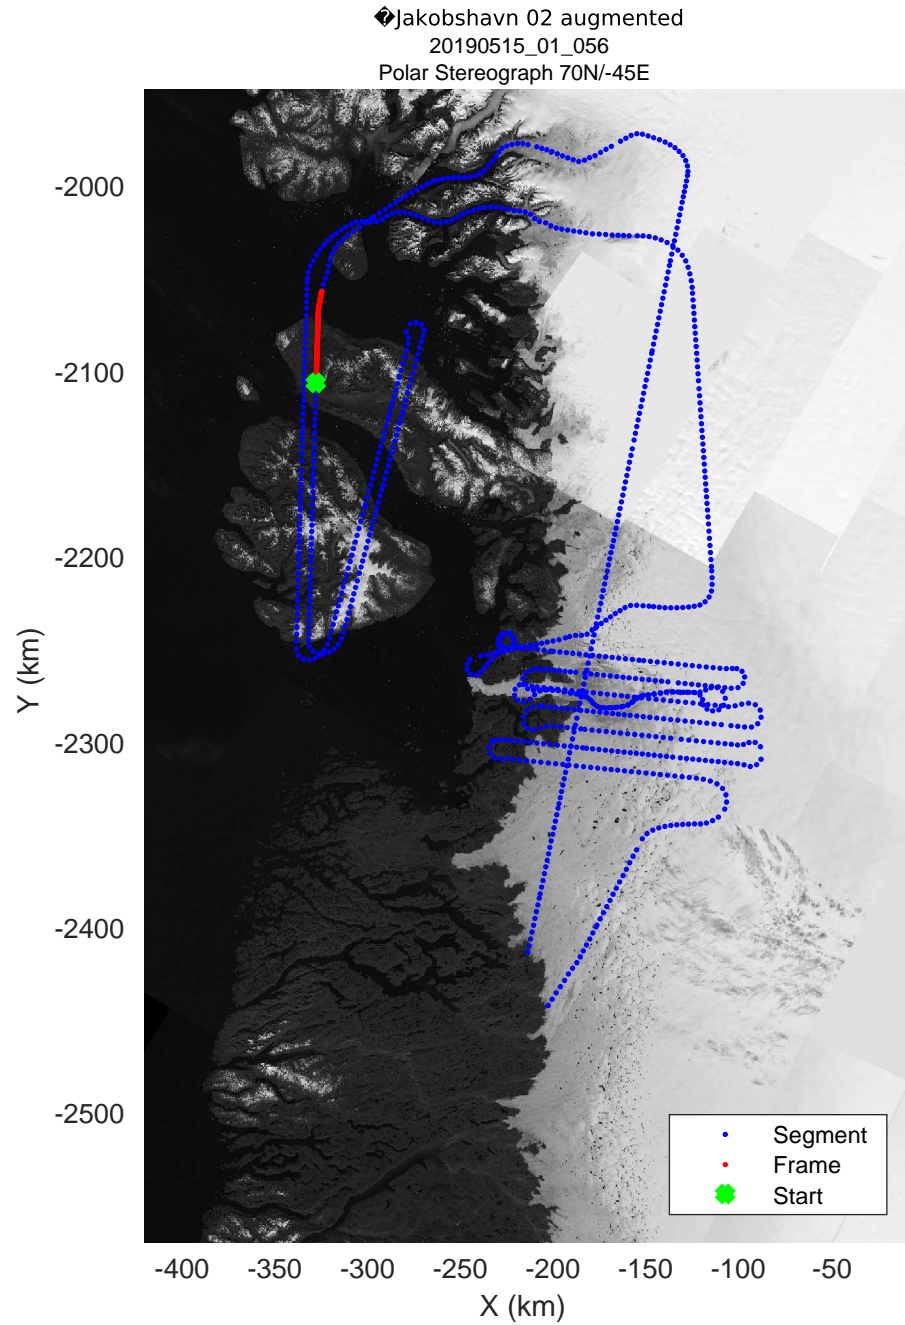 �Jakobshavn 02 augmented
20190515_01_056
Polar Stereograph 70N/-45E
-2000
-2100
-2200
-2300
-2400
-2500
Y (km)
Segment
Frame
Start
-400 -350 -300 -250 -200 -150 -100 -50
X (km)